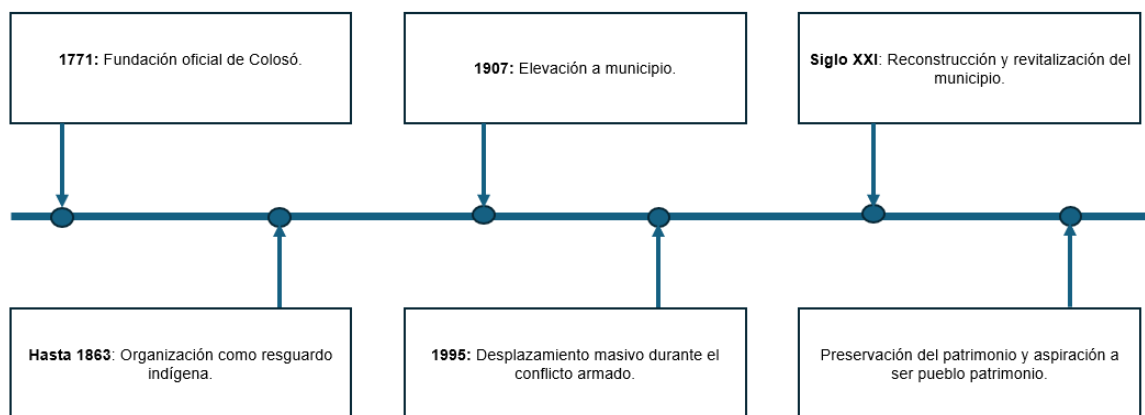 1771: Fundación oficial de Colosó.
1907: Elevación a municipio.
Siglo XXI: Reconstrucción y revitalización del
municipio.
Hasta 1863: Organización como resguardo
indígena.
1995: Desplazamiento masivo durante el
conflicto armado.
Preservación del patrimonio y aspiración a
ser pueblo patrimonio.